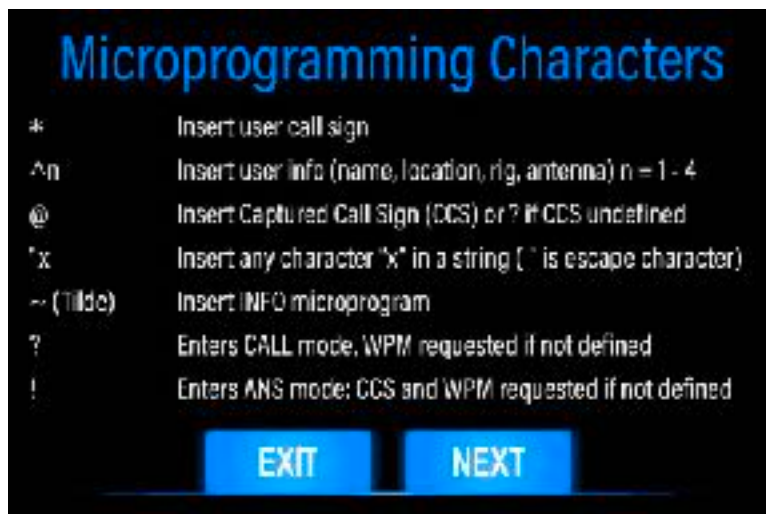 Microprogramming Characters
* Insert user call sign
^n Insert user info (name, location, rig, antenna) n = 1 - 4
@ Insert Captured Call Sign (CCS) or ? if CCS undefined
`x Insert any character "x" in a string ( ` is escape character)
~ (Tilde) Insert INFO microprogram
? Enters CALL mode, WPM requested if not defined
! Enters ANS mode: CCS and WPM requested if not defined
EXIT NEXT